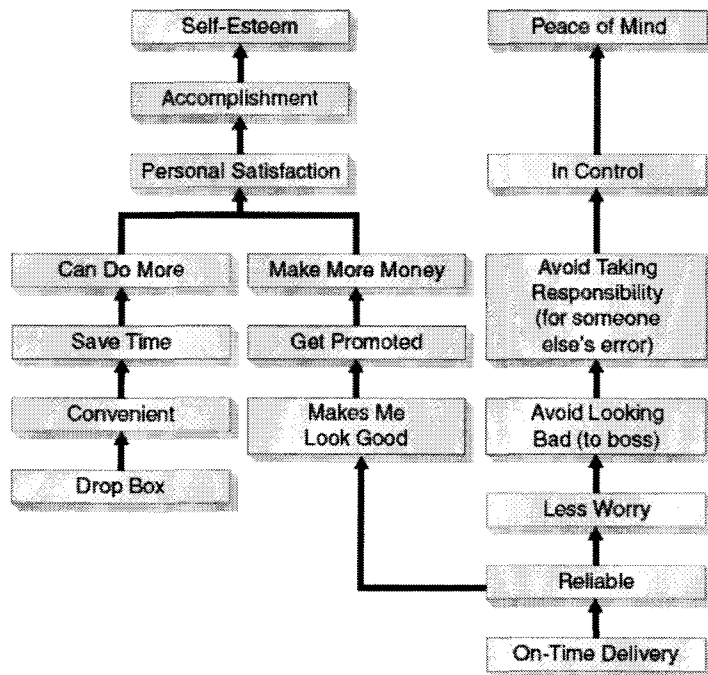 Self-Esteem
Peace of Mind
Accomplishment
Personal Satisfaction
In Control
Can Do More
Make More Money
Avoid Taking
Responsibility
(for someone
else's error)
Save Time
Get Promoted
Convenient
Makes Me
Look Good
Avoid Looking
Bad (to boss)
Drop Box
Less Worry
Reliable
On-Time Delivery